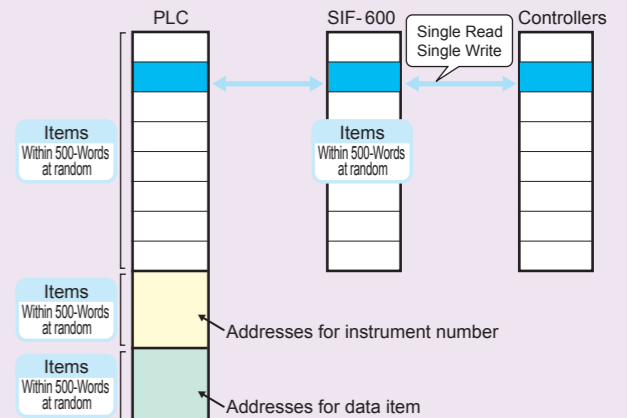 PLC
SIF-600
Controllers
Single Read
Single Write
Items
Within 500-Words
at random
Items
Within 500-Words
at random
Items
Within 500-Words
at random
Addresses for instrument number
Items
Within 500-Words
at random
Addresses for data item